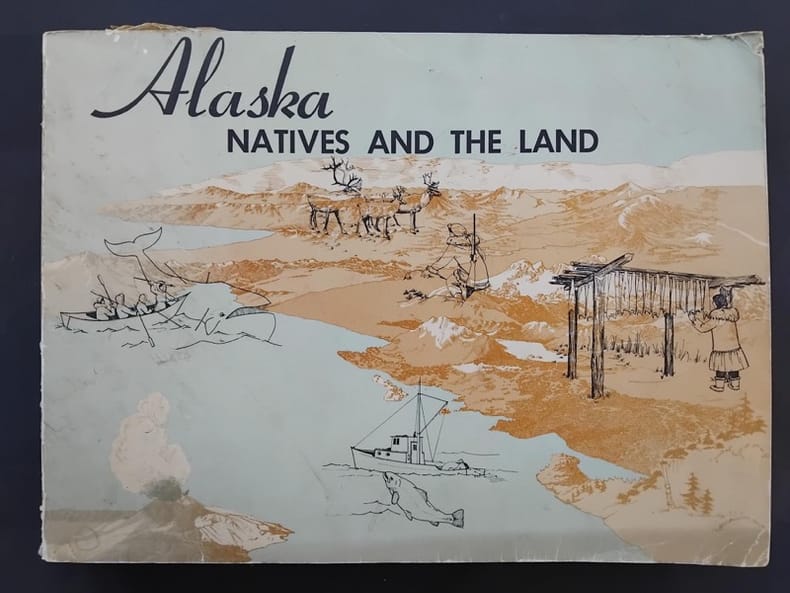 Alaska
NATIVES AND THE LAND